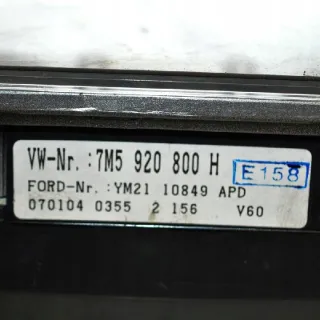 VW-Nr.:7M5 920 800 H
E158
FORD-Nr.:YM21 10849 APD
070104 0355 2 156 V60